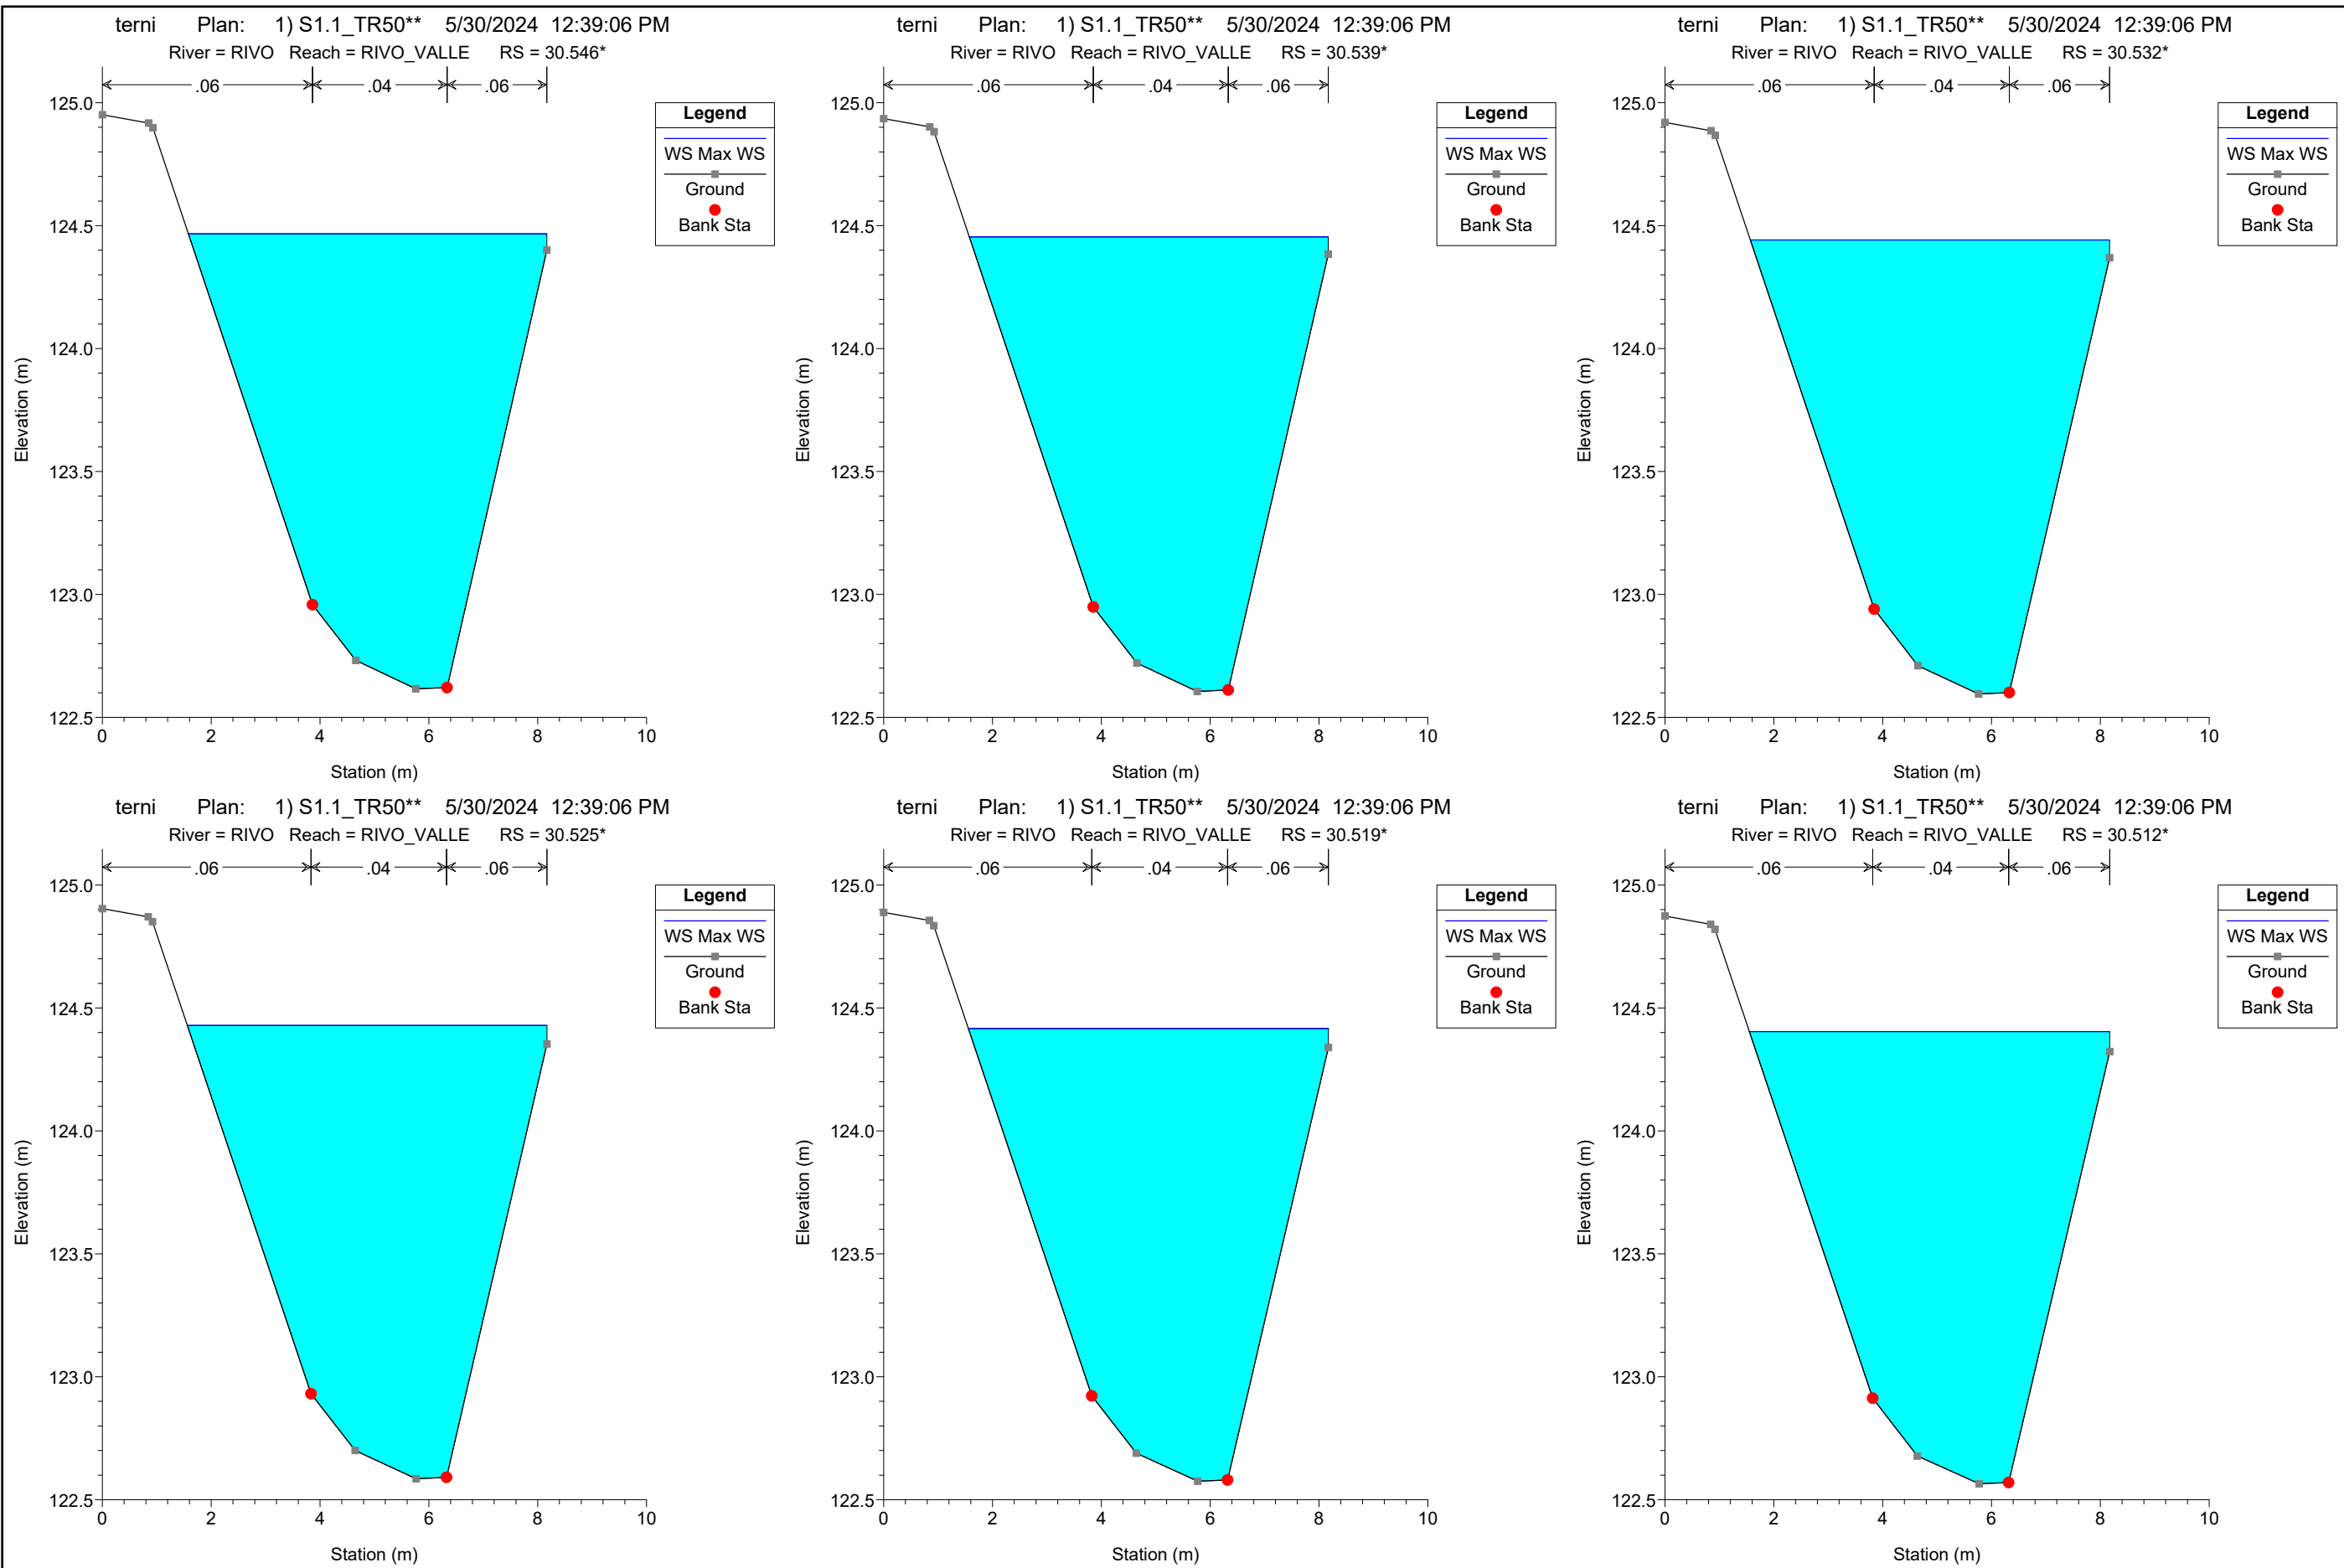 terni Plan: 1) S1.1_TR50** 5/30/2024 12:39:06 PM
River = RIVO Reach = RIVO_VALLE RS = 30.546*
.06 .04 .06
125.0
124.5
124.0
123.5
123.0
122.5
Elevation (m)
0 2 4 6 8 10
Station (m)
Legend
WS Max WS
Ground
Bank Sta
terni Plan: 1) S1.1_TR50** 5/30/2024 12:39:06 PM
River = RIVO Reach = RIVO_VALLE RS = 30.539*
.06 .04 .06
125.0
124.5
124.0
123.5
123.0
122.5
Elevation (m)
0 2 4 6 8 10
Station (m)
Legend
WS Max WS
Ground
Bank Sta
terni Plan: 1) S1.1_TR50** 5/30/2024 12:39:06 PM
River = RIVO Reach = RIVO_VALLE RS = 30.532*
.06 .04 .06
125.0
124.5
124.0
123.5
123.0
122.5
Elevation (m)
0 2 4 6 8 10
Station (m)
Legend
WS Max WS
Ground
Bank Sta
terni Plan: 1) S1.1_TR50** 5/30/2024 12:39:06 PM
River = RIVO Reach = RIVO_VALLE RS = 30.525*
.06 .04 .06
125.0
124.5
124.0
123.5
123.0
122.5
Elevation (m)
0 2 4 6 8 10
Station (m)
Legend
WS Max WS
Ground
Bank Sta
terni Plan: 1) S1.1_TR50** 5/30/2024 12:39:06 PM
River = RIVO Reach = RIVO_VALLE RS = 30.519*
.06 .04 .06
125.0
124.5
124.0
123.5
123.0
122.5
Elevation (m)
0 2 4 6 8 10
Station (m)
Legend
WS Max WS
Ground
Bank Sta
terni Plan: 1) S1.1_TR50** 5/30/2024 12:39:06 PM
River = RIVO Reach = RIVO_VALLE RS = 30.512*
.06 .04 .06
125.0
124.5
124.0
123.5
123.0
122.5
Elevation (m)
0 2 4 6 8 10
Station (m)
Legend
WS Max WS
Ground
Bank Sta